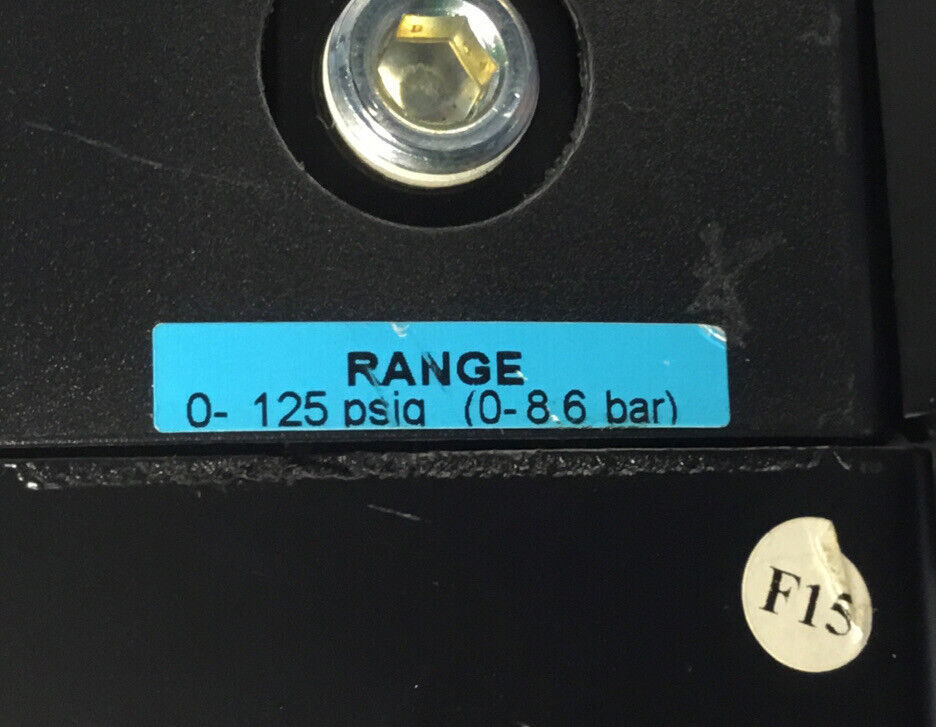 RANGE
0- 125 psig (0- 8.6 bar)
F15